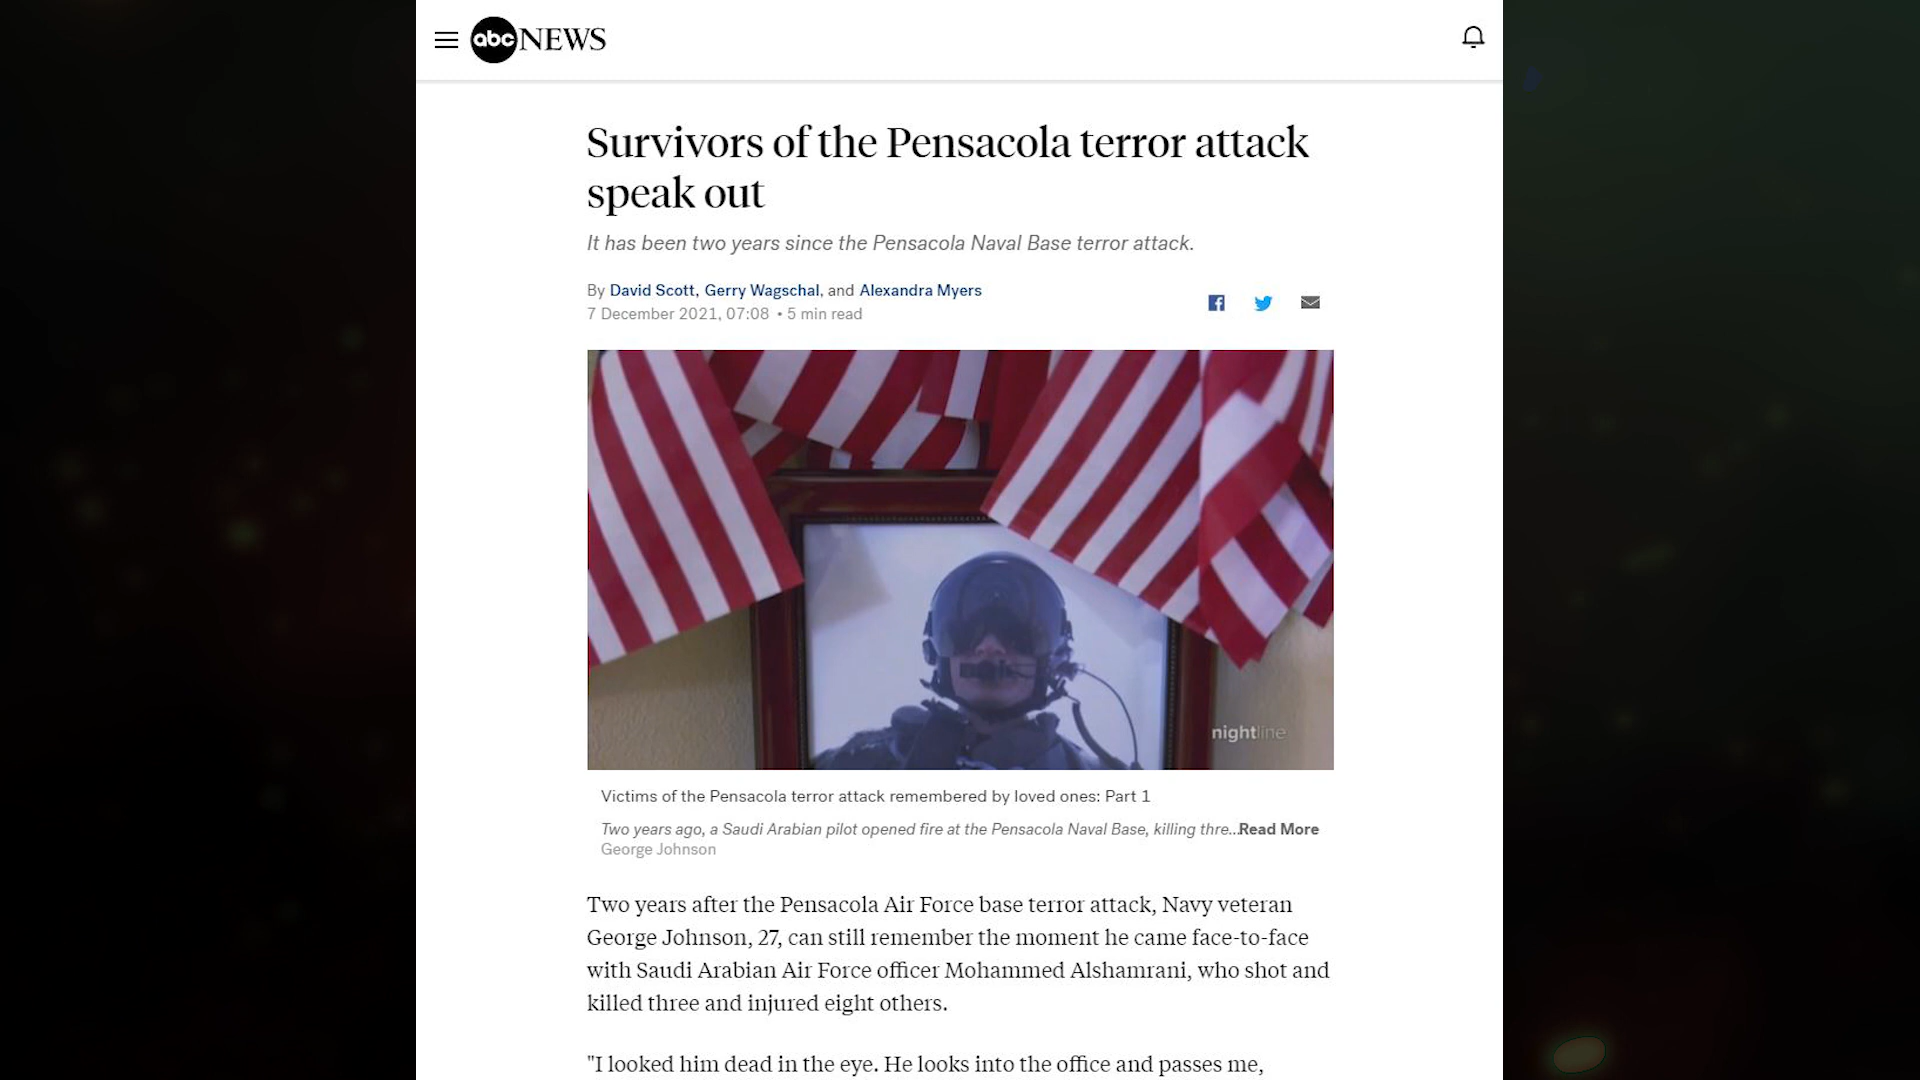 abc NEWS
Survivors of the Pensacola terror attack
speak out
It has been two years since the Pensacola Naval Base terror attack.
By David Scott, Gerry Wagschal, and Alexandra Myers
7 December 2021, 07:08 • 5 min read
nightline
Victims of the Pensacola terror attack remembered by loved ones: Part 1
Two years ago, a Saudi Arabian pilot opened fire at the Pensacola Naval Base, killing thre...Read More
George Johnson
Two years after the Pensacola Air Force base terror attack, Navy veteran
George Johnson, 27, can still remember the moment he came face-to-face
with Saudi Arabian Air Force officer Mohammed Alshamrani, who shot and
killed three and injured eight others.
"I looked him dead in the eye. He looks into the office and passes me,